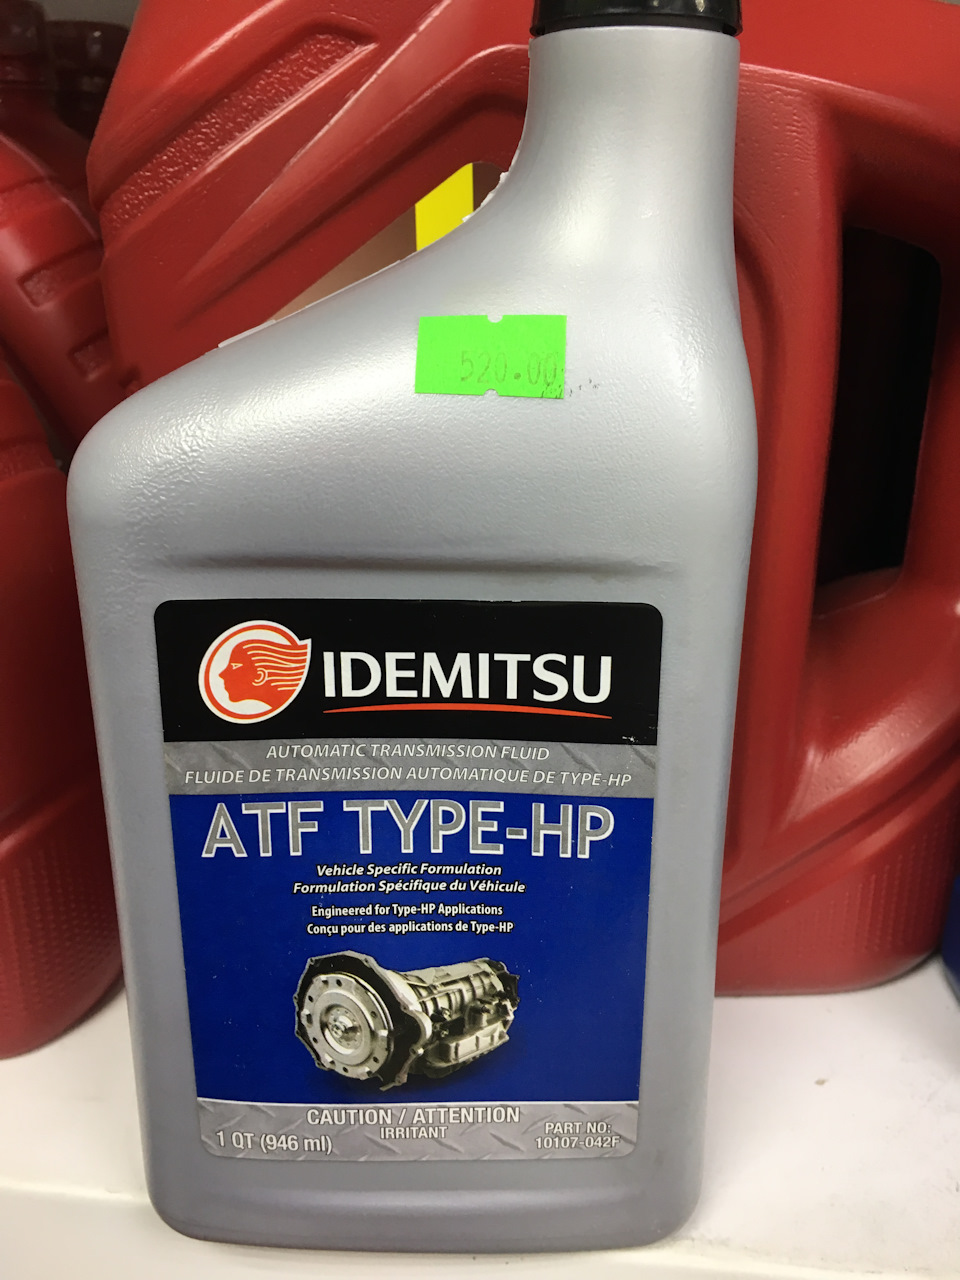 520.00
IDEMITSU
AUTOMATIC TRANSMISSION FLUID
FLUIDE DE TRANSMISSION AUTOMATIQUE DE TYPE-HP
ATF TYPE-HP
Vehicle Specific Formulation
Formulation Spécifique du Véhicule
Engineered for Type-HP Applications
Conçu pour des applications de Type-HP
CAUTION / ATTENTION
IRRITANT
1 QT (946 ml)
PART NO:
10107-042F